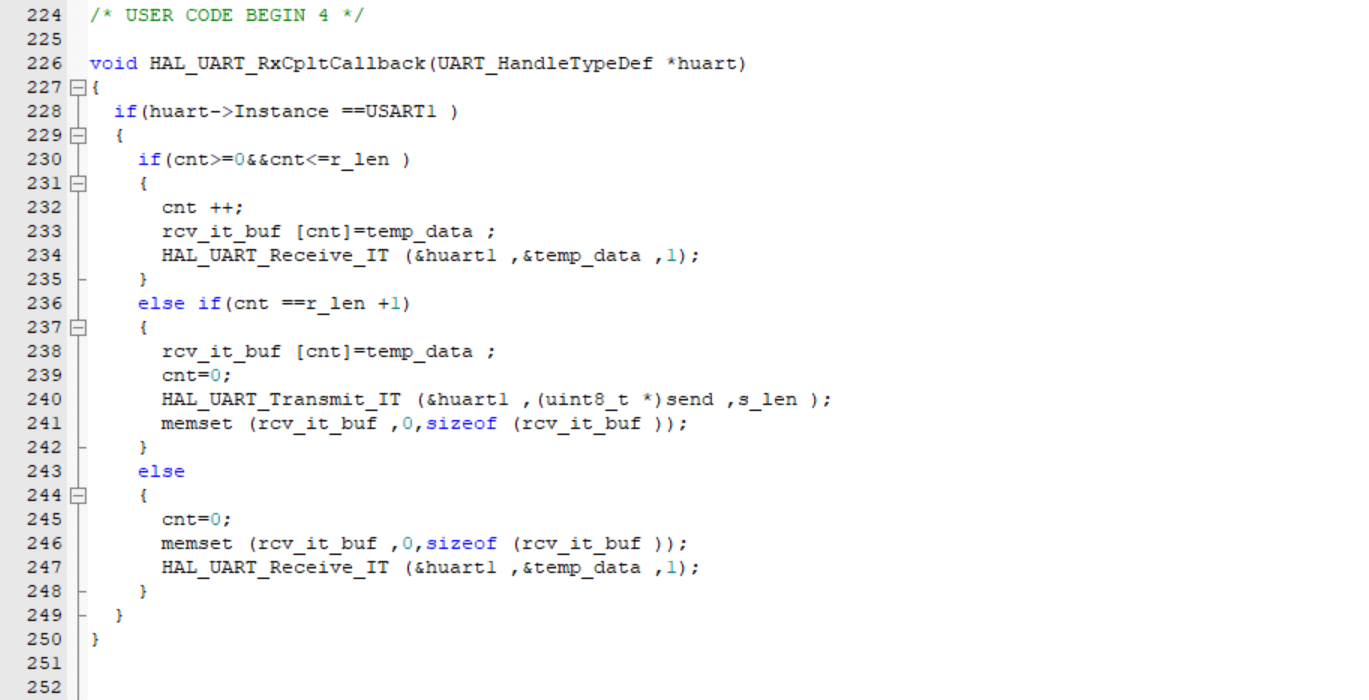 224 /* USER CODE BEGIN 4 */
225
226 void HAL_UART_RxCpltCallback(UART_HandleTypeDef *huart)
227 {
228 if(huart->Instance ==USART1 )
229 {
230 if(cnt>=0&&cnt<=r_len )
231 {
232 cnt ++;
233 rcv_it_buf [cnt]=temp_data ;
234 HAL_UART_Receive_IT (&huart1 ,&temp_data ,1);
235 }
236 else if(cnt ==r_len +1)
237 {
238 rcv_it_buf [cnt]=temp_data ;
239 cnt=0;
240 HAL_UART_Transmit_IT (&huart1 ,(uint8_t *)send ,s_len );
241 memset (rcv_it_buf ,0,sizeof (rcv_it_buf ));
242 }
243 else
244 {
245 cnt=0;
246 memset (rcv_it_buf ,0,sizeof (rcv_it_buf ));
247 HAL_UART_Receive_IT (&huart1 ,&temp_data ,1);
248 }
249 }
250 }
251
252